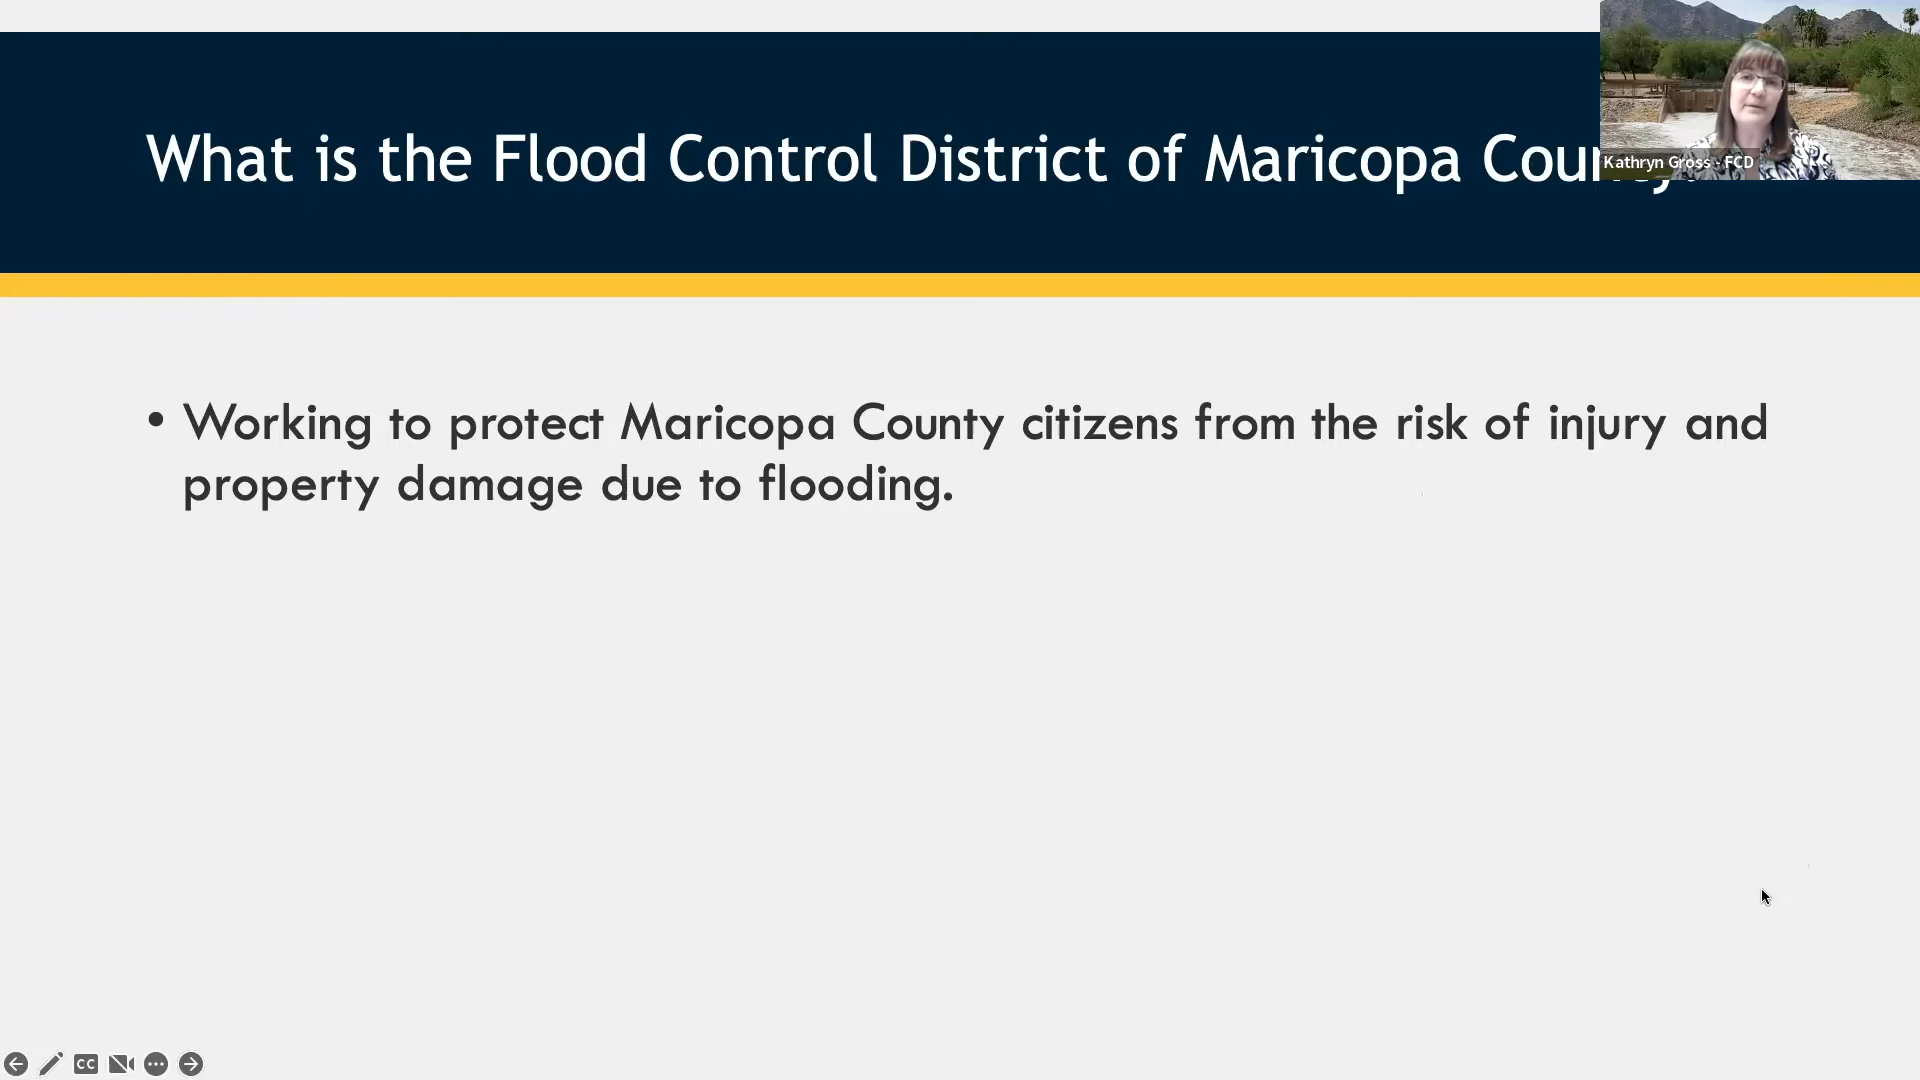 What is the Flood Control District of Maricopa
Kathryn Gross - FCD
• Working to protect Maricopa County citizens from the risk of injury and
property damage due to flooding.
CC